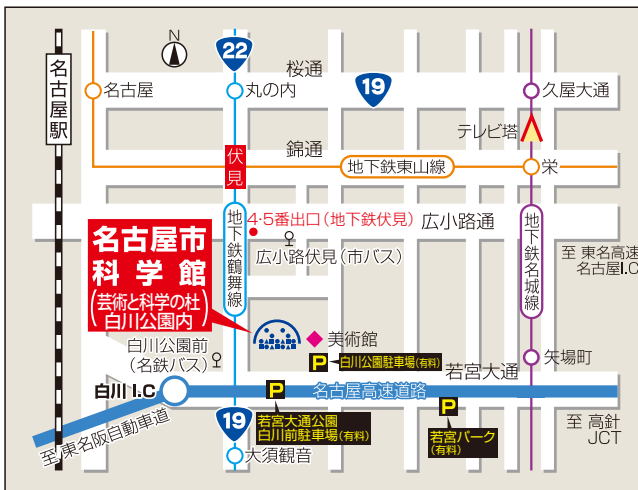 N
22
桜通
名古屋
丸の内
19
久屋大通
名古屋駅
テレビ塔
伏見
錦通
地下鉄東山線
栄
4・5番出口(地下鉄伏見)
広小路通
名古屋市
科学館
(芸術と科学の杜
白川公園内)
地下鉄鶴舞線
広小路伏見(市バス)
地下鉄名城線
至 東名高速
名古屋I.C
白川公園前
(名鉄バス)
美術館
P
白川公園駐車場(有料)
若宮大通
矢場町
白川 I.C
P
名古屋高速道路
若宮大通公園
白川前駐車場(有料)
P
若宮パーク
(有料)
至 高針
JCT
至 東名阪自動車道
19
大須観音